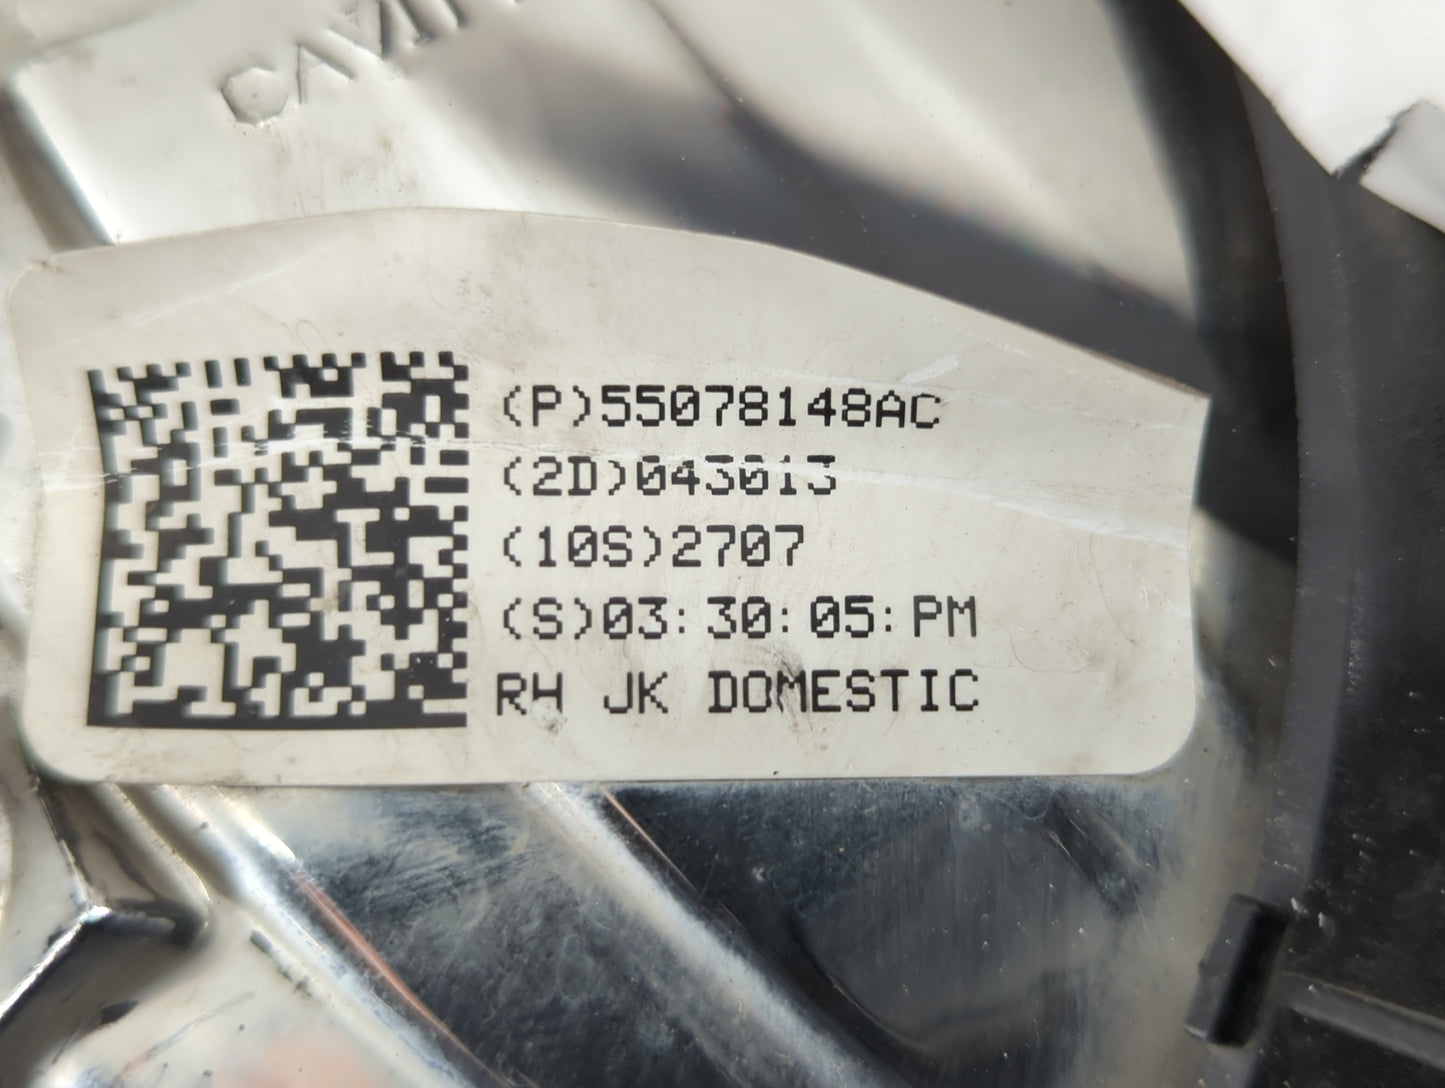 (P)55078148AC
(2D)043013
(10S)2707
(S)03:30:05:PM
RH JK DOMESTIC